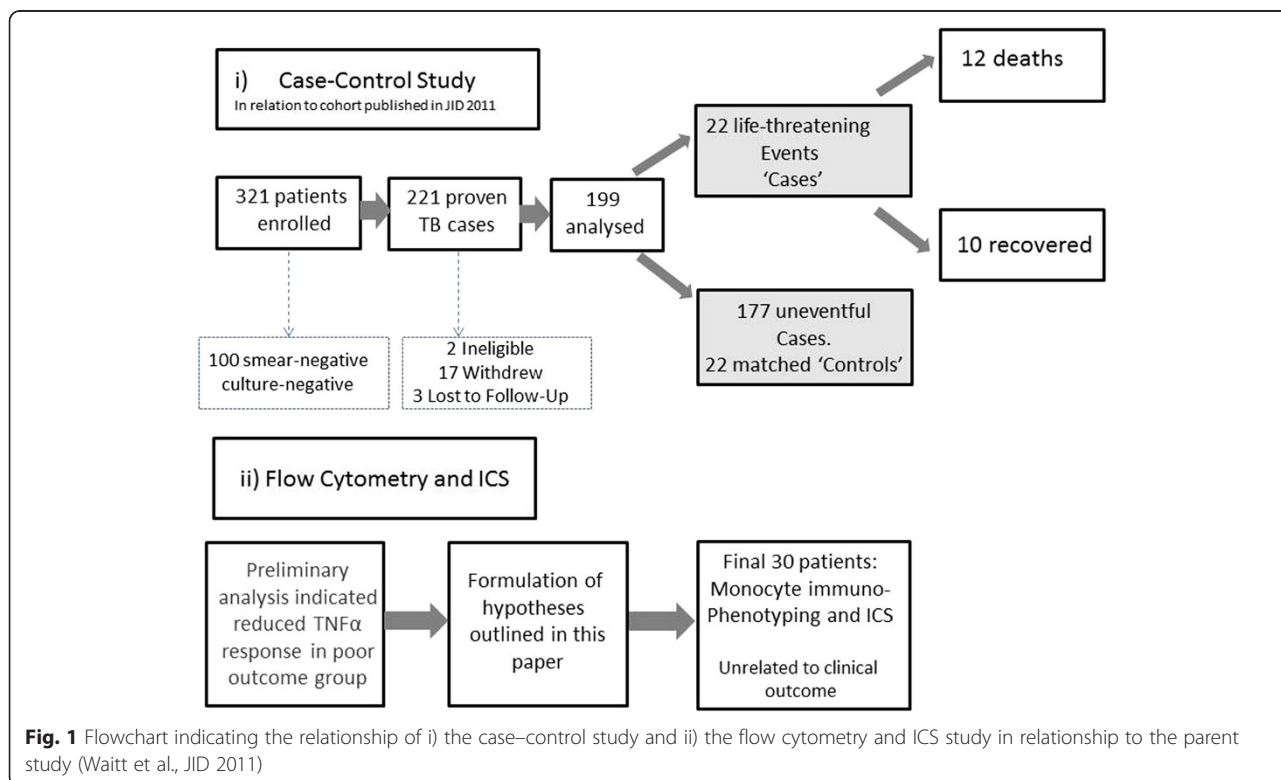 i) Case-Control Study
In relation to cohort published in JID 2011
321 patients
enrolled
221 proven
TB cases
199
analysed
22 life-threatening
Events
'Cases'
12 deaths
10 recovered
177 uneventful
Cases.
22 matched 'Controls'
100 smear-negative
culture-negative
2 Ineligible
17 Withdrew
3 Lost to Follow-Up
ii) Flow Cytometry and ICS
Preliminary
analysis indicated
reduced TNFα
response in poor
outcome group
Formulation of
hypotheses
outlined in this
paper
Final 30 patients:
Monocyte immuno-
Phenotyping and ICS
Unrelated to clinical
outcome
Fig. 1 Flowchart indicating the relationship of i) the case–control study and ii) the flow cytometry and ICS study in relationship to the parent
study (Waitt et al., JID 2011)